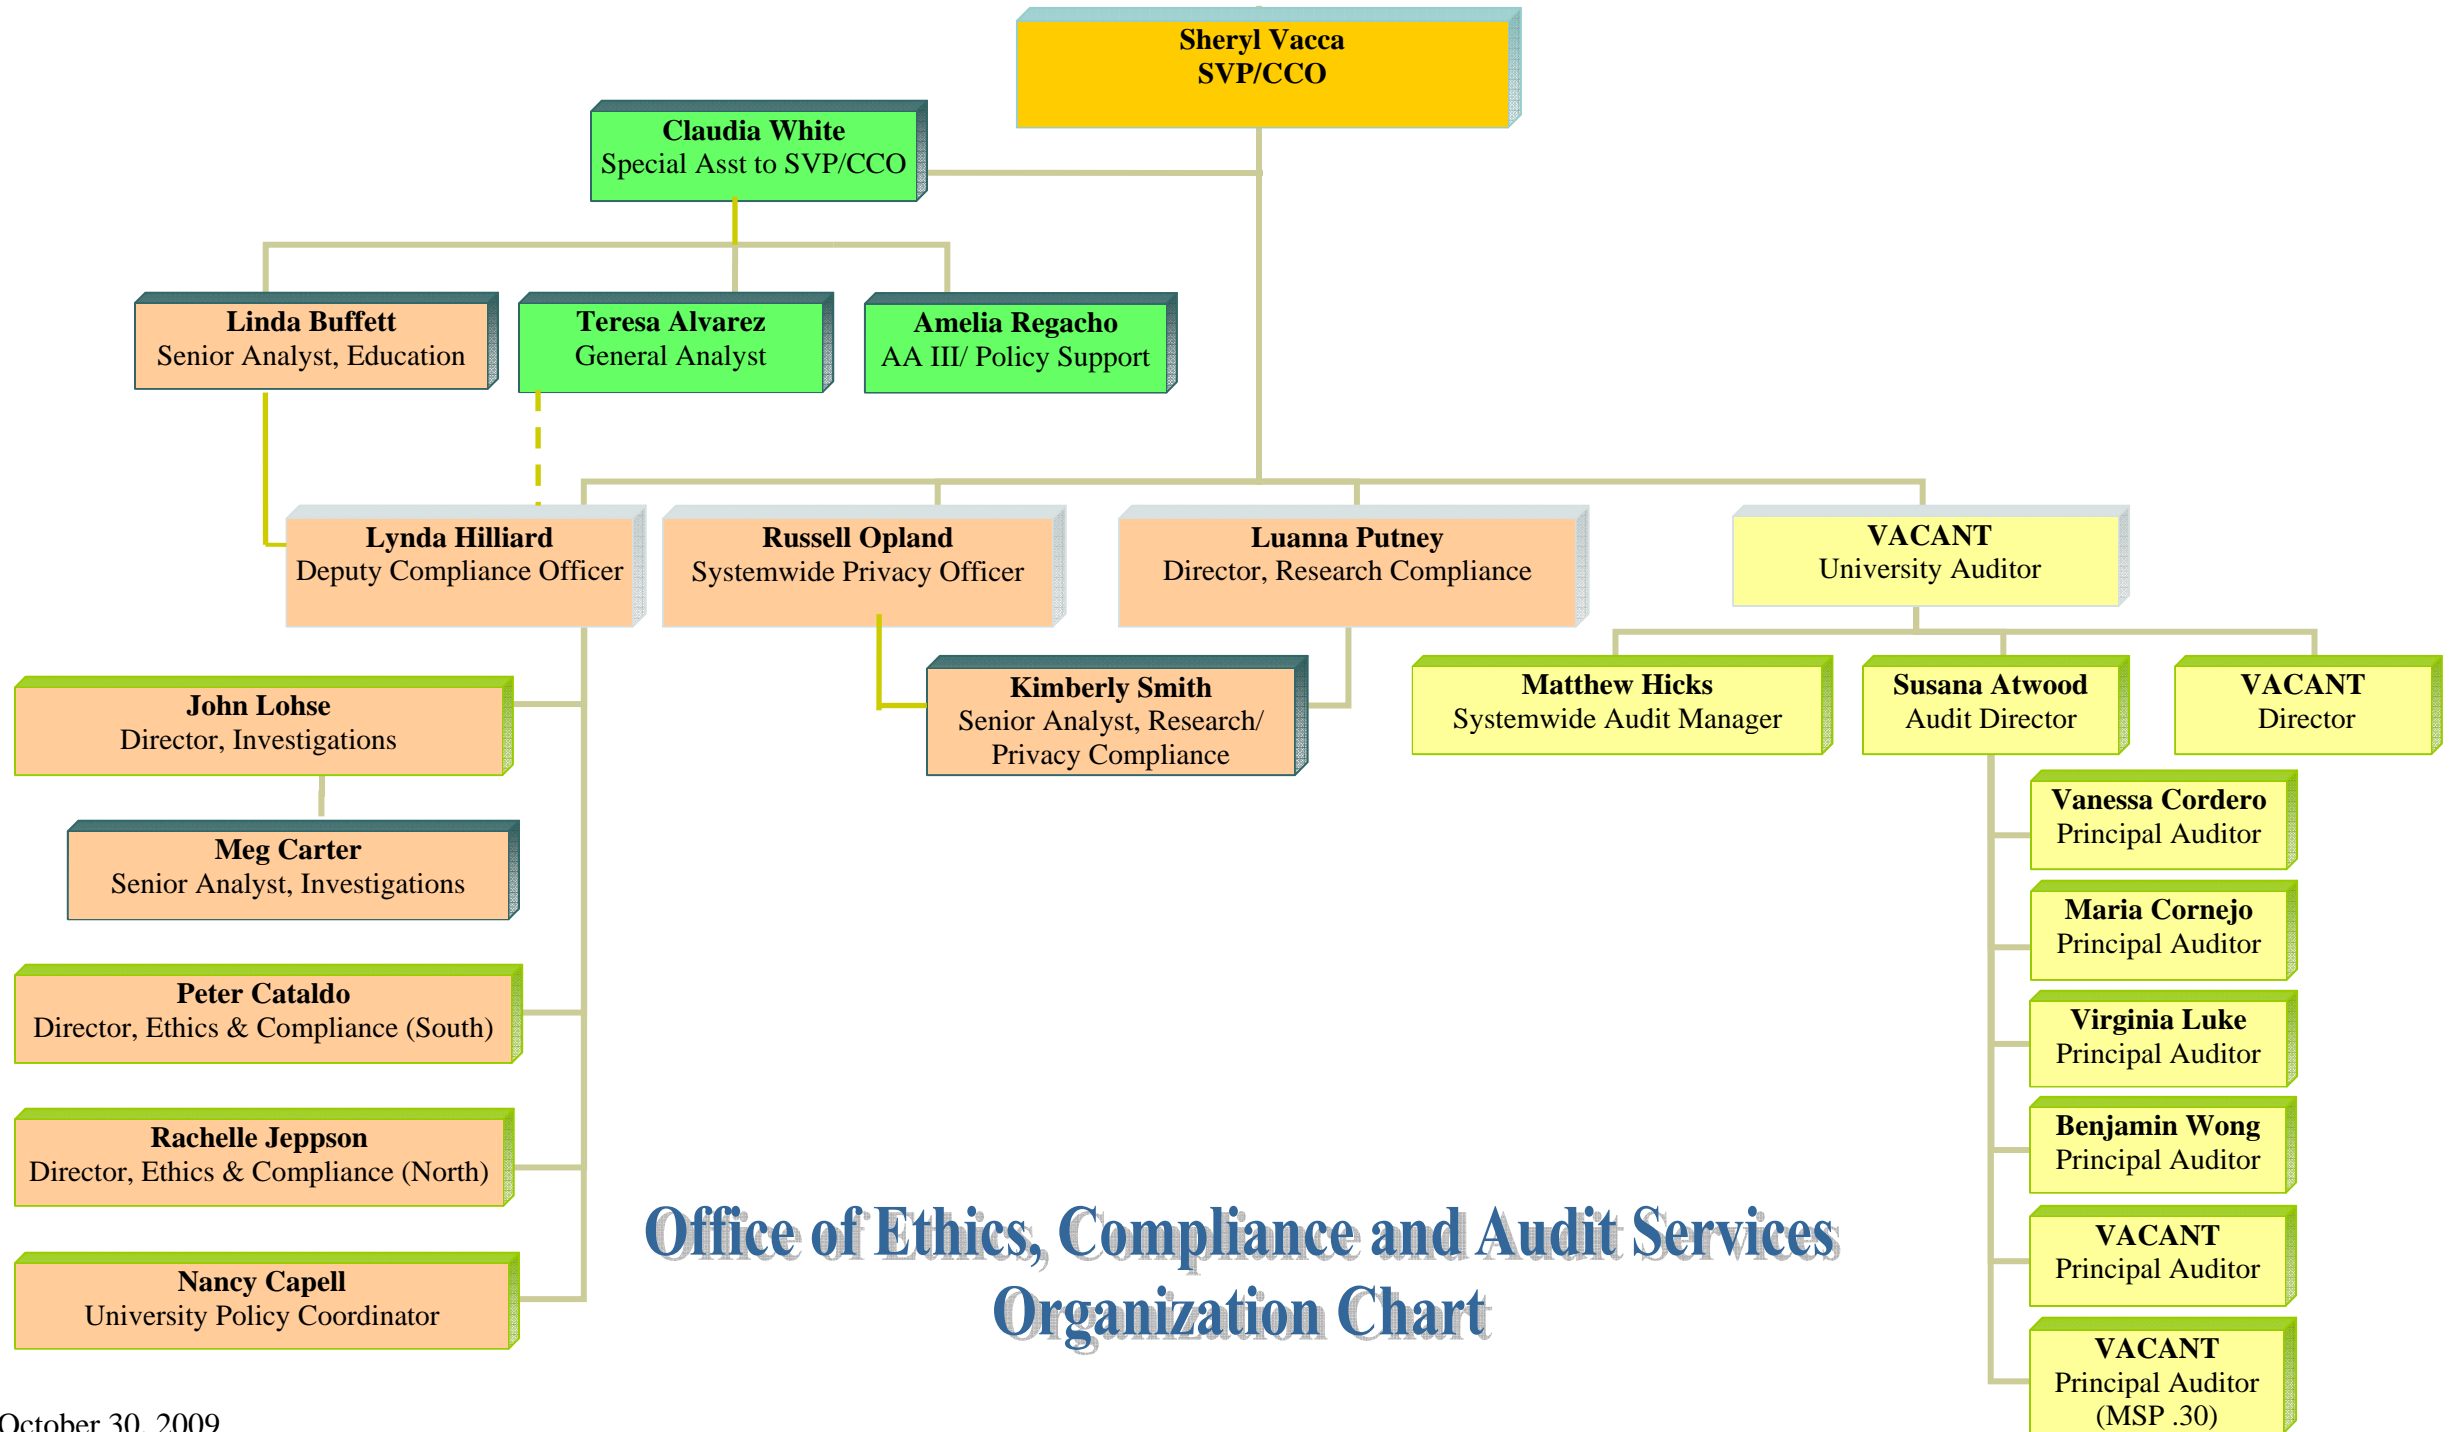 Sheryl Vacca
SVP/CCO
Claudia White
Special Asst to SVP/CCO
Linda Buffett
Senior Analyst, Education
Teresa Alvarez
General Analyst
Amelia Regacho
AA III/ Policy Support
Lynda Hilliard
Deputy Compliance Officer
Russell Opland
Systemwide Privacy Officer
Luanna Putney
Director, Research Compliance
VACANT
University Auditor
John Lohse
Director, Investigations
Meg Carter
Senior Analyst, Investigations
Peter Cataldo
Director, Ethics & Compliance (South)
Rachelle Jeppson
Director, Ethics & Compliance (North)
Nancy Capell
University Policy Coordinator
Kimberly Smith
Senior Analyst, Research/
Privacy Compliance
Matthew Hicks
Systemwide Audit Manager
Susana Atwood
Audit Director
VACANT
Director
Vanessa Cordero
Principal Auditor
Maria Cornejo
Principal Auditor
Virginia Luke
Principal Auditor
Benjamin Wong
Principal Auditor
VACANT
Principal Auditor
VACANT
Principal Auditor
(MSP .30)
Office of Ethics, Compliance and Audit Services
Organization Chart
October 30, 2009